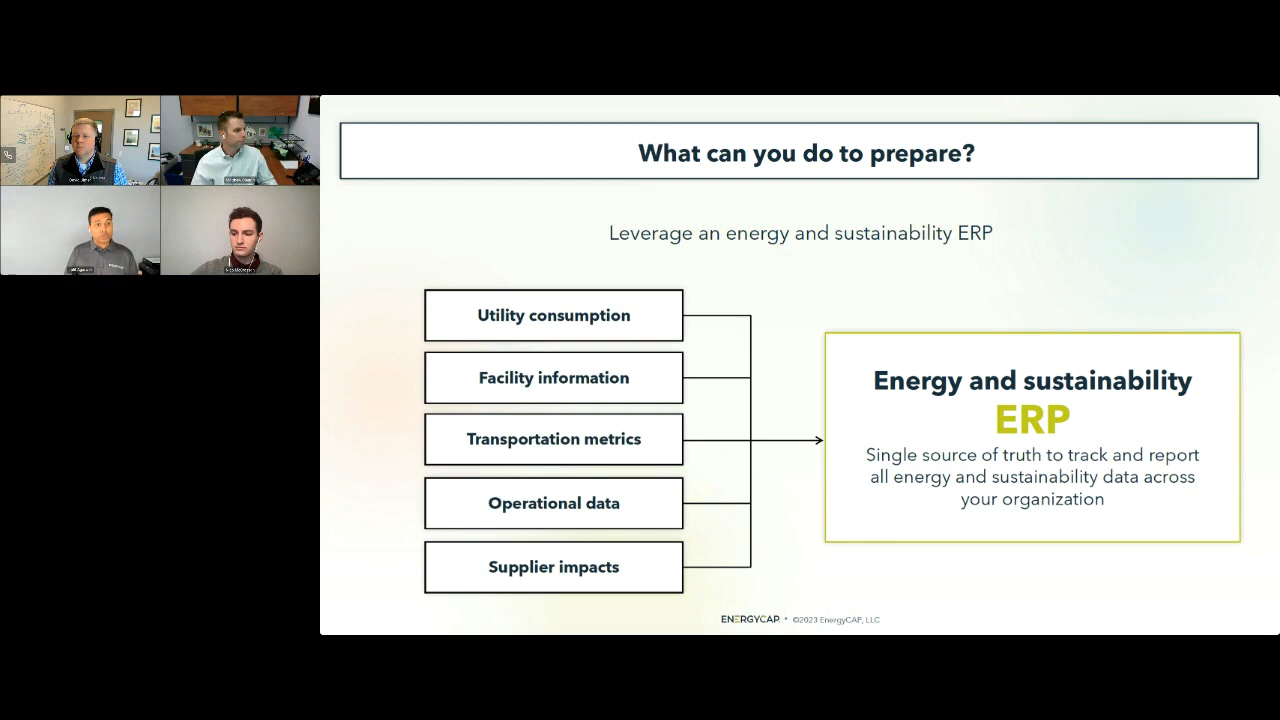 What can you do to prepare?
Leverage an energy and sustainability ERP
Utility consumption
Facility information
Transportation metrics
Operational data
Supplier impacts
Energy and sustainability
ERP
Single source of truth to track and report
all energy and sustainability data across
your organization
ENERGYCAP. • ©2023 EnergyCAP, LLC